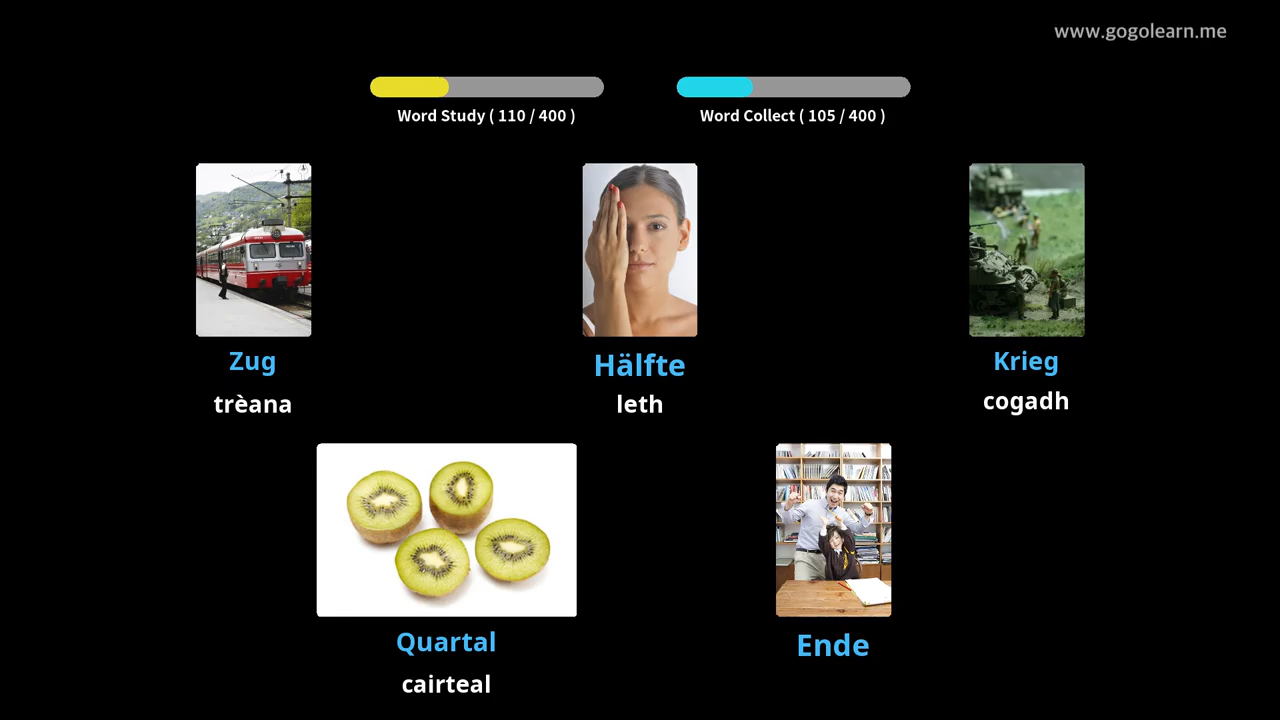 www.gogolearn.me
Word Study ( 110 / 400 )
Word Collect ( 105 / 400 )
Zug
trèana
Hälfte
leth
Krieg
cogadh
Quartal
cairteal
Ende